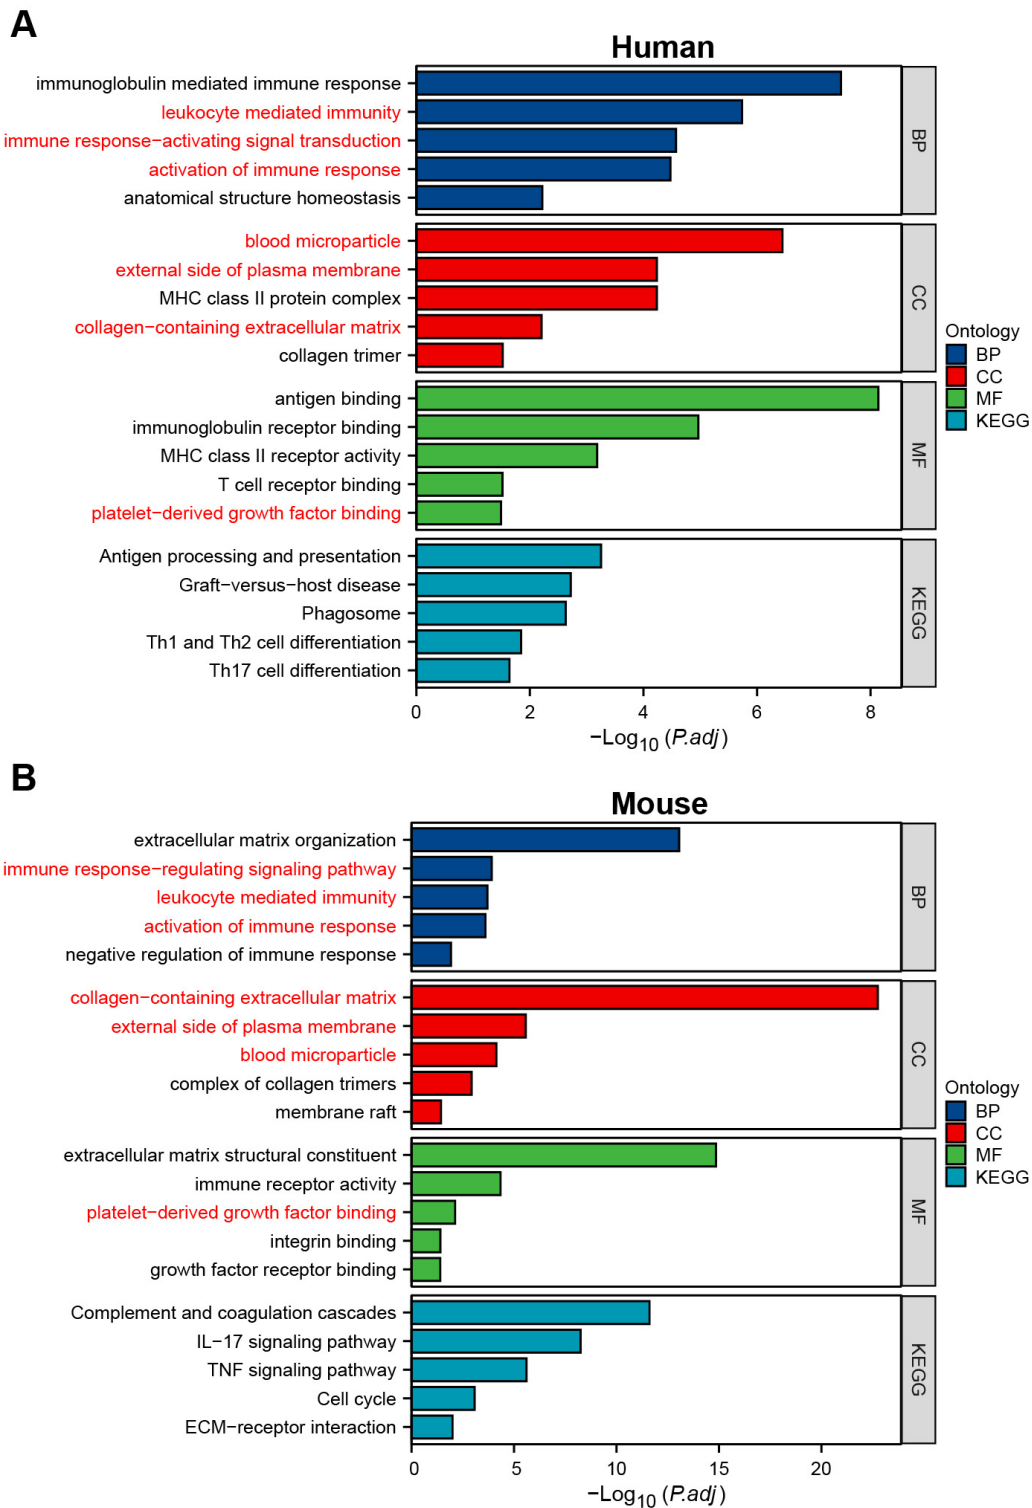 A
Human
immunoglobulin mediated immune response
leukocyte mediated immunity
immune response−activating signal transduction
activation of immune response
anatomical structure homeostasis
BP
blood microparticle
external side of plasma membrane
MHC class II protein complex
collagen−containing extracellular matrix
collagen trimer
CC
antigen binding
immunoglobulin receptor binding
MHC class II receptor activity
T cell receptor binding
platelet−derived growth factor binding
MF
Antigen processing and presentation
Graft−versus−host disease
Phagosome
Th1 and Th2 cell differentiation
Th17 cell differentiation
KEGG
0 2 4 6 8
−Log10 (P.adj)
Ontology
BP
CC
MF
KEGG
B
Mouse
extracellular matrix organization
immune response−regulating signaling pathway
leukocyte mediated immunity
activation of immune response
negative regulation of immune response
BP
collagen−containing extracellular matrix
external side of plasma membrane
blood microparticle
complex of collagen trimers
membrane raft
CC
extracellular matrix structural constituent
immune receptor activity
platelet−derived growth factor binding
integrin binding
growth factor receptor binding
MF
Complement and coagulation cascades
IL−17 signaling pathway
TNF signaling pathway
Cell cycle
ECM−receptor interaction
KEGG
0 5 10 15 20
−Log10 (P.adj)
Ontology
BP
CC
MF
KEGG